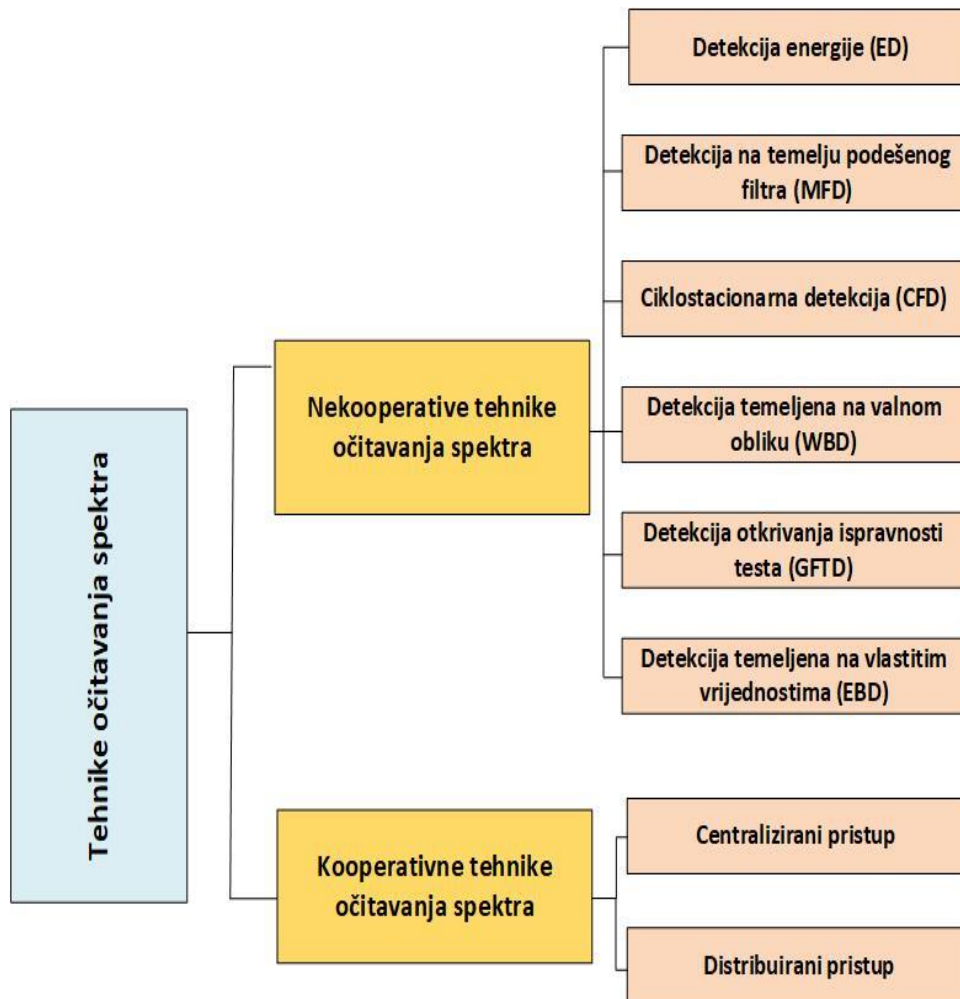 Tehnike očitavanja spektra
Nekooperative tehnike
očitavanja spektra
Detekcija energije (ED)
Detekcija na temelju podešenog
filtra (MFD)
Ciklostacionarna detekcija (CFD)
Detekcija temeljena na valnom
obliku (WBD)
Detekcija otkrivanja ispravnosti
testa (GFTD)
Detekcija temeljena na vlastitim
vrijednostima (EBD)
Kooperativne tehnike
očitavanja spektra
Centralizirani pristup
Distribuirani pristup